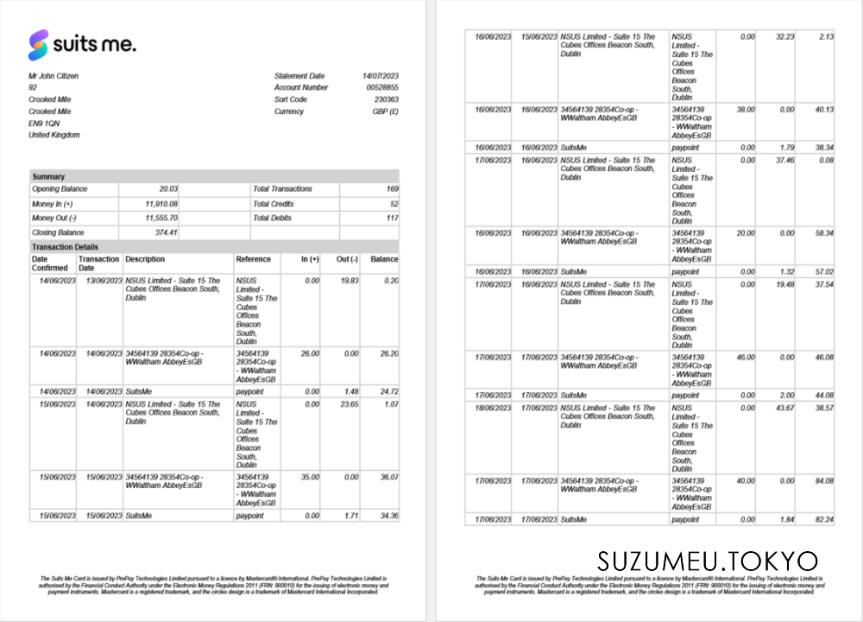 suits me.
Mr John Citizen
92
Crooked Mile
Crooked Mile
EN9 1QN
United Kingdom
Statement Date 14/07/2023
Account Number 00528855
Sort Code 230363
Currency GBP (£)
Summary
Opening Balance 20.03 Total Transactions 169
Money In (+) 11,910.08 Total Credits 52
Money Out (-) 11,555.70 Total Debits 117
Closing Balance 374.41
Transaction Details
Date Transaction Description Reference In (+) Out (-) Balance
Confirmed Date
14/06/2023 13/06/2023 NSUS Limited - Suite 15 The NSUS 0.00 19.83 0.20
Cubes Offices Beacon South, Limited -
Dublin Suite 15 The
Cubes
Offices
Beacon
South,
Dublin
14/06/2023 14/06/2023 34564139 28354Co-op - 34564139 26.00 0.00 26.20
WWaltham AbbeyEsGB 28354Co-op
- WWaltham
AbbeyEsGB
14/06/2023 14/06/2023 SuitsMe paypoint 0.00 1.48 24.72
15/06/2023 14/06/2023 NSUS Limited - Suite 15 The NSUS 0.00 23.65 1.07
Cubes Offices Beacon South, Limited -
Dublin Suite 15 The
Cubes
Offices
Beacon
South,
Dublin
15/06/2023 15/06/2023 34564139 28354Co-op - 34564139 35.00 0.00 36.07
WWaltham AbbeyEsGB 28354Co-op
- WWaltham
AbbeyEsGB
15/06/2023 15/06/2023 SuitsMe paypoint 0.00 1.71 34.36
The Suits Me Card is issued by PrePay Technologies Limited pursuant to a licence by Mastercard® International. PrePay Technologies Limited is
authorised by the Financial Conduct Authority under the Electronic Money Regulations 2011 (FRN: 900010) for the issuing of electronic money and
payment instruments. Mastercard is a registered trademark, and the circles design is a trademark of Mastercard International Incorporated.
16/06/2023 15/06/2023 NSUS Limited - Suite 15 The NSUS 0.00 32.23 2.13
Cubes Offices Beacon South, Limited -
Dublin Suite 15 The
Cubes
Offices
Beacon
South,
Dublin
16/06/2023 16/06/2023 34564139 28354Co-op - 34564139 38.00 0.00 40.13
WWaltham AbbeyEsGB 28354Co-op
- WWaltham
AbbeyEsGB
16/06/2023 16/06/2023 SuitsMe paypoint 0.00 1.79 38.34
17/06/2023 16/06/2023 NSUS Limited - Suite 15 The NSUS 0.00 37.46 0.08
Cubes Offices Beacon South, Limited -
Dublin Suite 15 The
Cubes
Offices
Beacon
South,
Dublin
16/06/2023 16/06/2023 34564139 28354Co-op - 34564139 20.00 0.00 58.34
WWaltham AbbeyEsGB 28354Co-op
- WWaltham
AbbeyEsGB
16/06/2023 16/06/2023 SuitsMe paypoint 0.00 1.32 57.02
17/06/2023 16/06/2023 NSUS Limited - Suite 15 The NSUS 0.00 19.48 37.54
Cubes Offices Beacon South, Limited -
Dublin Suite 15 The
Cubes
Offices
Beacon
South,
Dublin
17/06/2023 17/06/2023 34564139 28354Co-op - 34564139 46.00 0.00 46.08
WWaltham AbbeyEsGB 28354Co-op
- WWaltham
AbbeyEsGB
17/06/2023 17/06/2023 SuitsMe paypoint 0.00 2.00 44.08
18/06/2023 17/06/2023 NSUS Limited - Suite 15 The NSUS 0.00 43.67 38.57
Cubes Offices Beacon South, Limited -
Dublin Suite 15 The
Cubes
Offices
Beacon
South,
Dublin
17/06/2023 17/06/2023 34564139 28354Co-op - 34564139 40.00 0.00 84.08
WWaltham AbbeyEsGB 28354Co-op
- WWaltham
AbbeyEsGB
17/06/2023 17/06/2023 SuitsMe paypoint 0.00 1.84 82.24
SUZUMEU.TOKYO
The Suits Me Card is issued by PrePay Technologies Limited pursuant to a licence by Mastercard® International. PrePay Technologies Limited is
authorised by the Financial Conduct Authority under the Electronic Money Regulations 2011 (FRN: 900010) for the issuing of electronic money and
payment instruments. Mastercard is a registered trademark, and the circles design is a trademark of Mastercard International Incorporated.